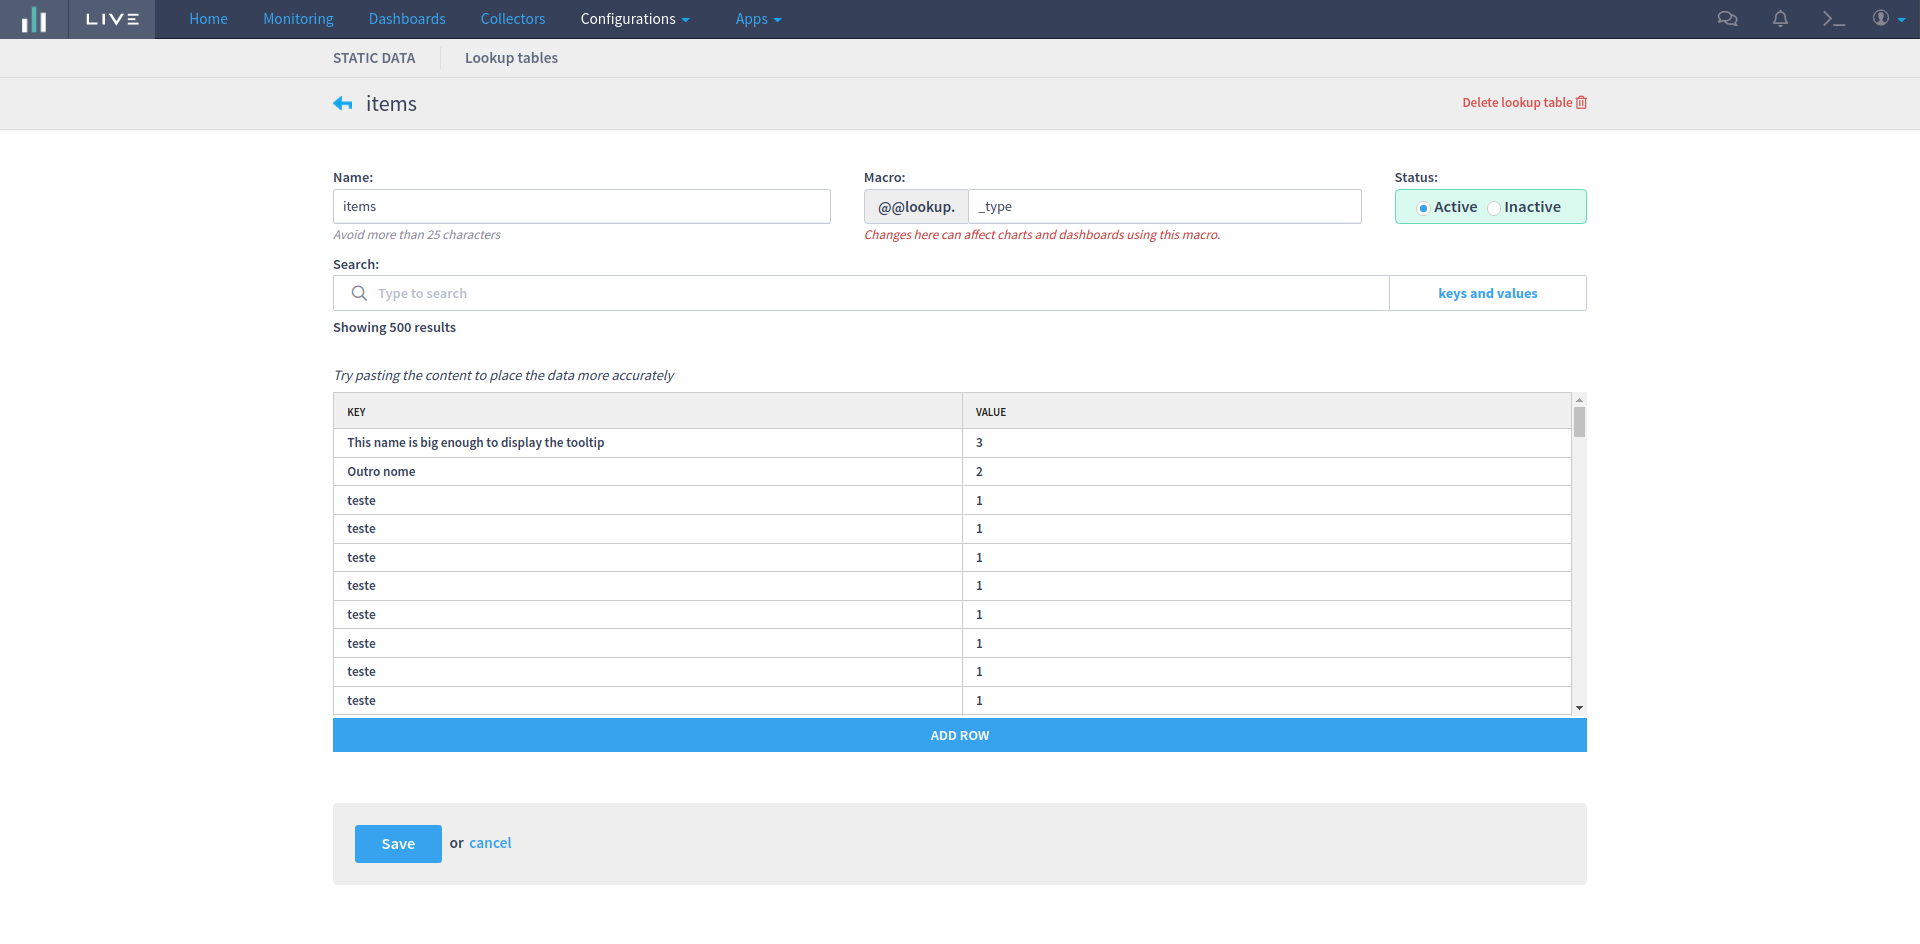 LIVE Home Monitoring Dashboards Collectors Configurations Apps
STATIC DATA Lookup tables
items Delete lookup table
Name: Macro: Status:
items @@lookup. _type Active Inactive
Avoid more than 25 characters Changes here can affect charts and dashboards using this macro.
Search:
Type to search keys and values
Showing 500 results
Try pasting the content to place the data more accurately
KEY VALUE
This name is big enough to display the tooltip 3
Outro nome 2
teste 1
teste 1
teste 1
teste 1
teste 1
teste 1
teste 1
teste 1
ADD ROW
Save or cancel